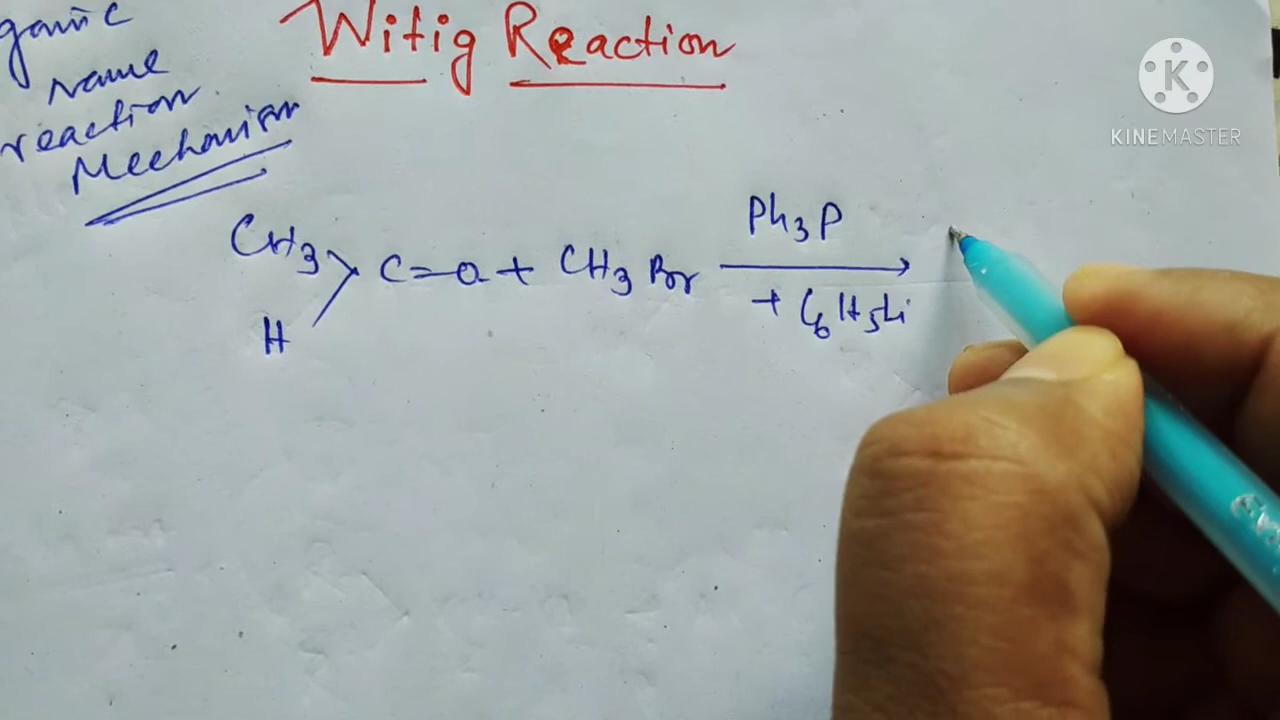 ganic
name
reaction
Mechanism
Witig Reaction
CH3
C=O + CH3 Br
H
Ph3P
+ C6H5Li
K
KINEMASTER